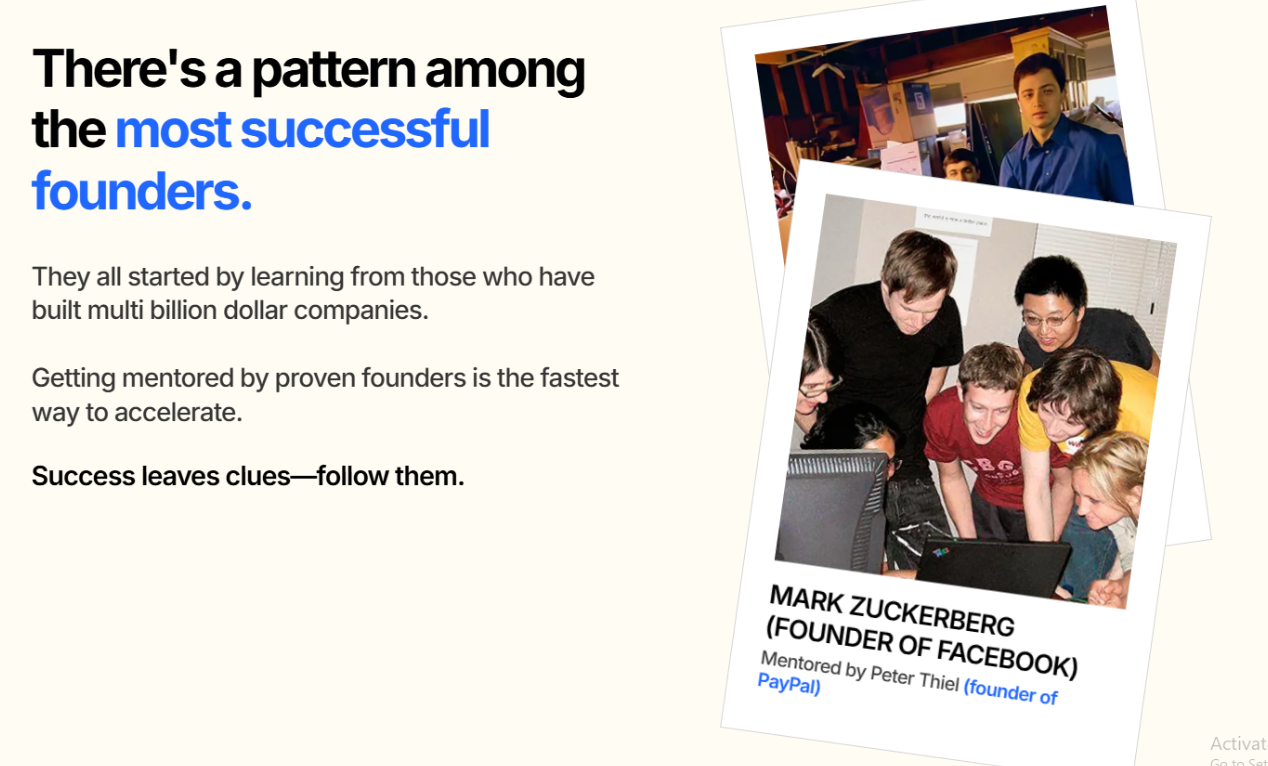 There's a pattern among
the most successful
founders.
They all started by learning from those who have
built multi billion dollar companies.
Getting mentored by proven founders is the fastest
way to accelerate.
Success leaves clues—follow them.
MARK ZUCKERBERG
(FOUNDER OF FACEBOOK)
Mentored by Peter Thiel (founder of
PayPal)
Activat
Go to Set